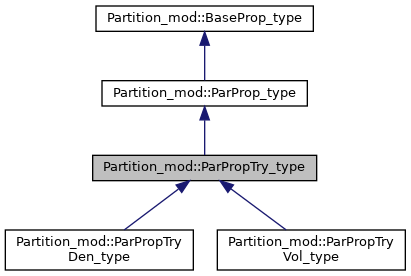 Partition_mod::BaseProp_type
Partition_mod::ParProp_type
Partition_mod::ParPropTry_type
Partition_mod::ParPropTry
Den_type
Partition_mod::ParPropTry
Vol_type